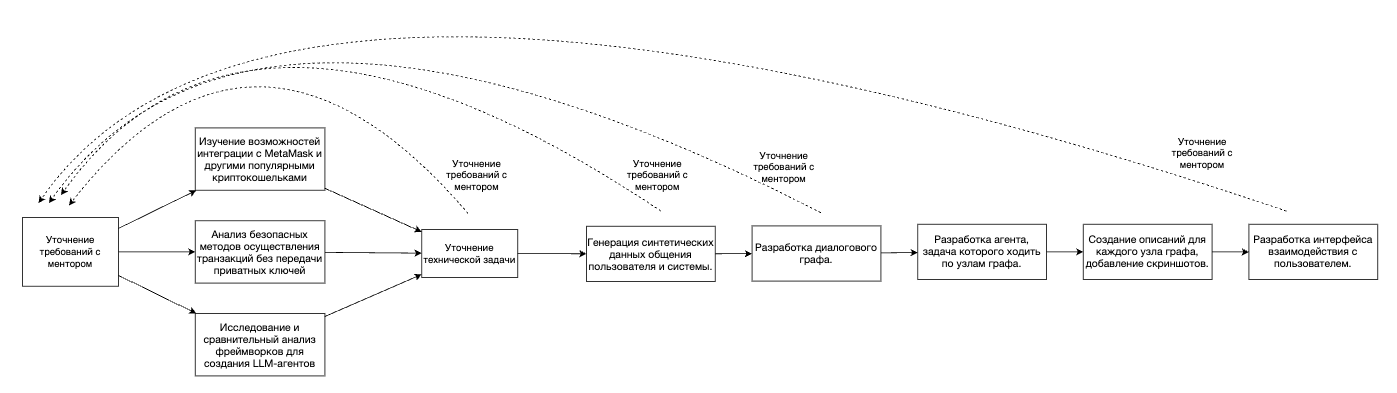 Уточнение
требований с
ментором
Изучение возможностей
интеграции с MetaMask и
другими популярными
криптокошельками
Анализ безопасных
методов осуществления
транзакций без передачи
приватных ключей
Исследование и
сравнительный анализ
фреймворков для
создания LLM-агентов
Уточнение
требований с
ментором
Уточнение
технической задачи
Уточнение
требований с
ментором
Генерация синтетических
данных общения
пользователя и системы.
Уточнение
требований с
ментором
Разработка диалогового
графа.
Разработка агента,
задача которого ходить
по узлам графа.
Создание описаний для
каждого узла графа,
добавление скриншотов.
Уточнение
требований с
ментором
Разработка интерфейса
взаимодействия с
пользователем.